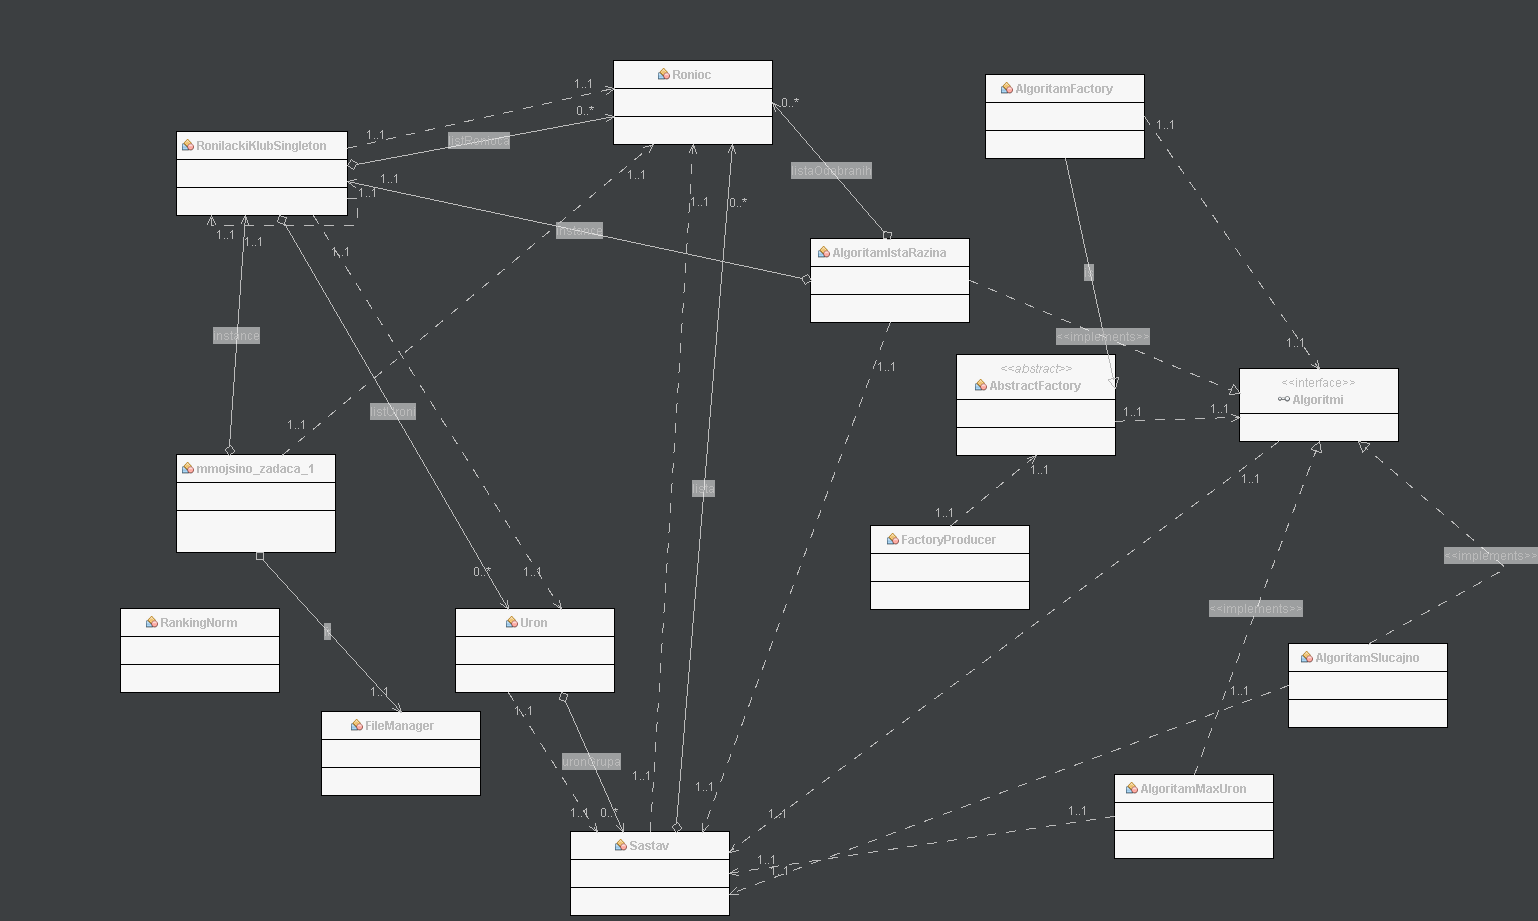 Ronioc
AlgoritamFactory
1..1
0..*
0..*
1..1
1..1
listRonioca
RonilackiKlubSingleton
listaOdabranih
1..1
1..1
1..1
1..1
0..*
instance
1..1
1..1
1..1
AlgoritamIstaRazina
instance
<<implements>>
1..1
1..1
<<abstract>>
AbstractFactory
<<interface>>
Algoritmi
1..1
1..1
listUroni
1..1
mmojsino_zadaca_1
1..1
1..1
lista
1..1
FactoryProducer
<<implements>>
0..*
1..1
<<implements>>
RankingNorm
Uron
AlgoritamSlucajno
1..1
1..1
1..1
FileManager
uronGrupa
1..1
1..1
AlgoritamMaxUron
1..1
0..*
1..1
1..1
Sastav
1..1
1..1